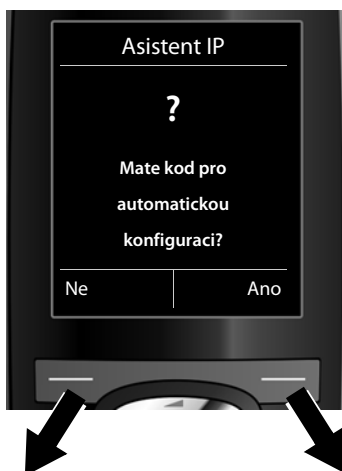 Asistent IP
?
Mate kod pro
automatickou
konfiguraci?
Ne Ano